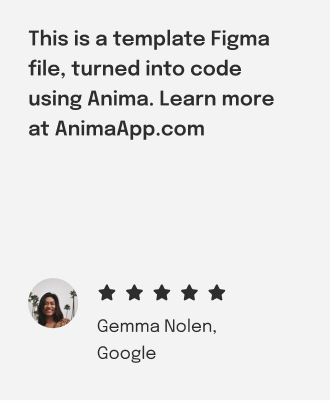 This is a template Figma
file, turned into code
using Anima. Learn more
at AnimaApp.com
Gemma Nolen,
Google